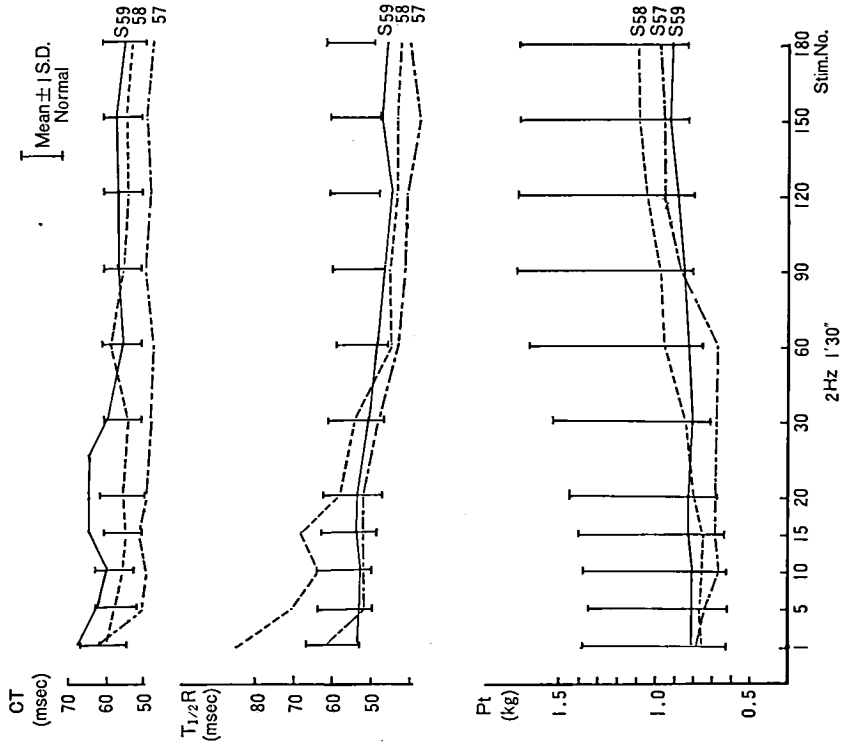 CT
(msec)
70
60
50
Mean ± 1 S.D.
Normal
S59
58
57
T1/2R
(msec)
80
70
60
50
40
S59
58
57
Pt
(kg)
1.5
1.0
0.5
S58
S57
S59
1 5 10 15 20 30 60 90 120 150 180
2Hz 1'30"
Stim.No.